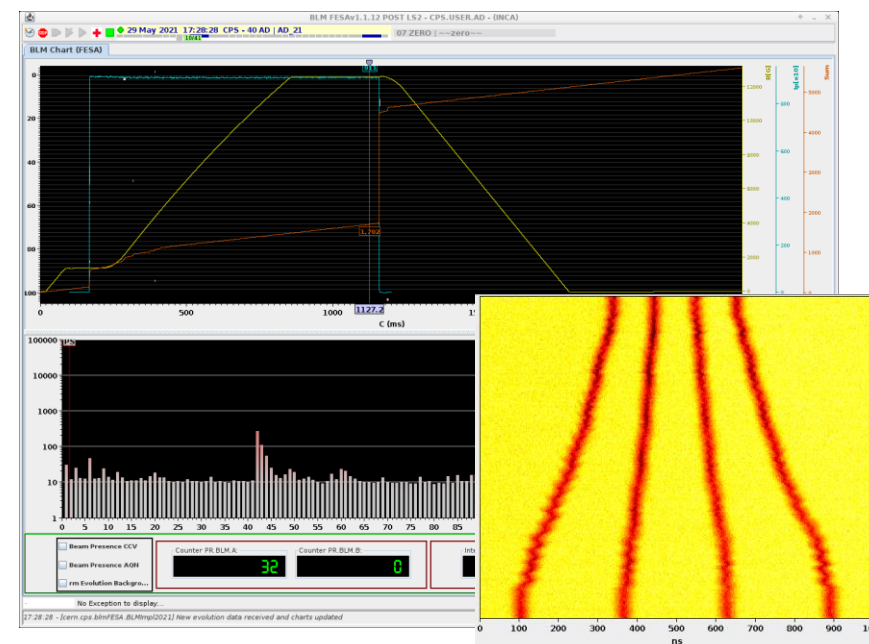 BLM FESAv1.1.12 POST LS2 - CPS.USER.AD - (INCA)
29 May 2021 17:28:28 CPS - 40 AD | AD_21
10/41
07 ZERO | ~~zero~~
BLM Chart (FESA)
0
20
40
60
80
100
1,702
12000
8000
6000
4000
2000
0
800
600
400
200
0
5000
3000
2000
1000
0
Sum
0
500
1000
1127.2
C (ms)
100000
10000
1000
100
10
1
0 5 10 15 20 25 30 35 40 45 50 55 60 65 70 75 80 85
Beam Presence CCV
Beam Presence AQN
rm Evolution Backgro...
Counter PR.BLM.A:
32
Counter PR.BLM.B:
0
No Exception to display...
17:28:28 - [cern.cps.blmFESA.BLMImpl2021] New evolution data received and charts updated
0 100 200 300 400 500 600 700 800 900
ns